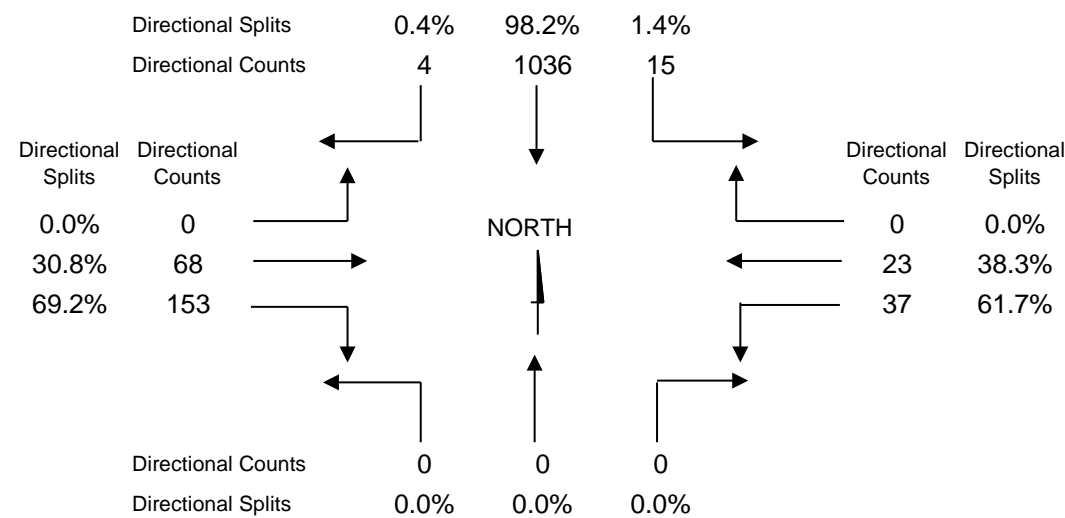 Directional Splits 0.4% 98.2% 1.4%
Directional Counts 4 1036 15
Directional Directional Directional Directional
Splits Counts Counts Splits
0.0% 0 NORTH 0 0.0%
30.8% 68 23 38.3%
69.2% 153 37 61.7%
Directional Counts 0 0 0
Directional Splits 0.0% 0.0% 0.0%